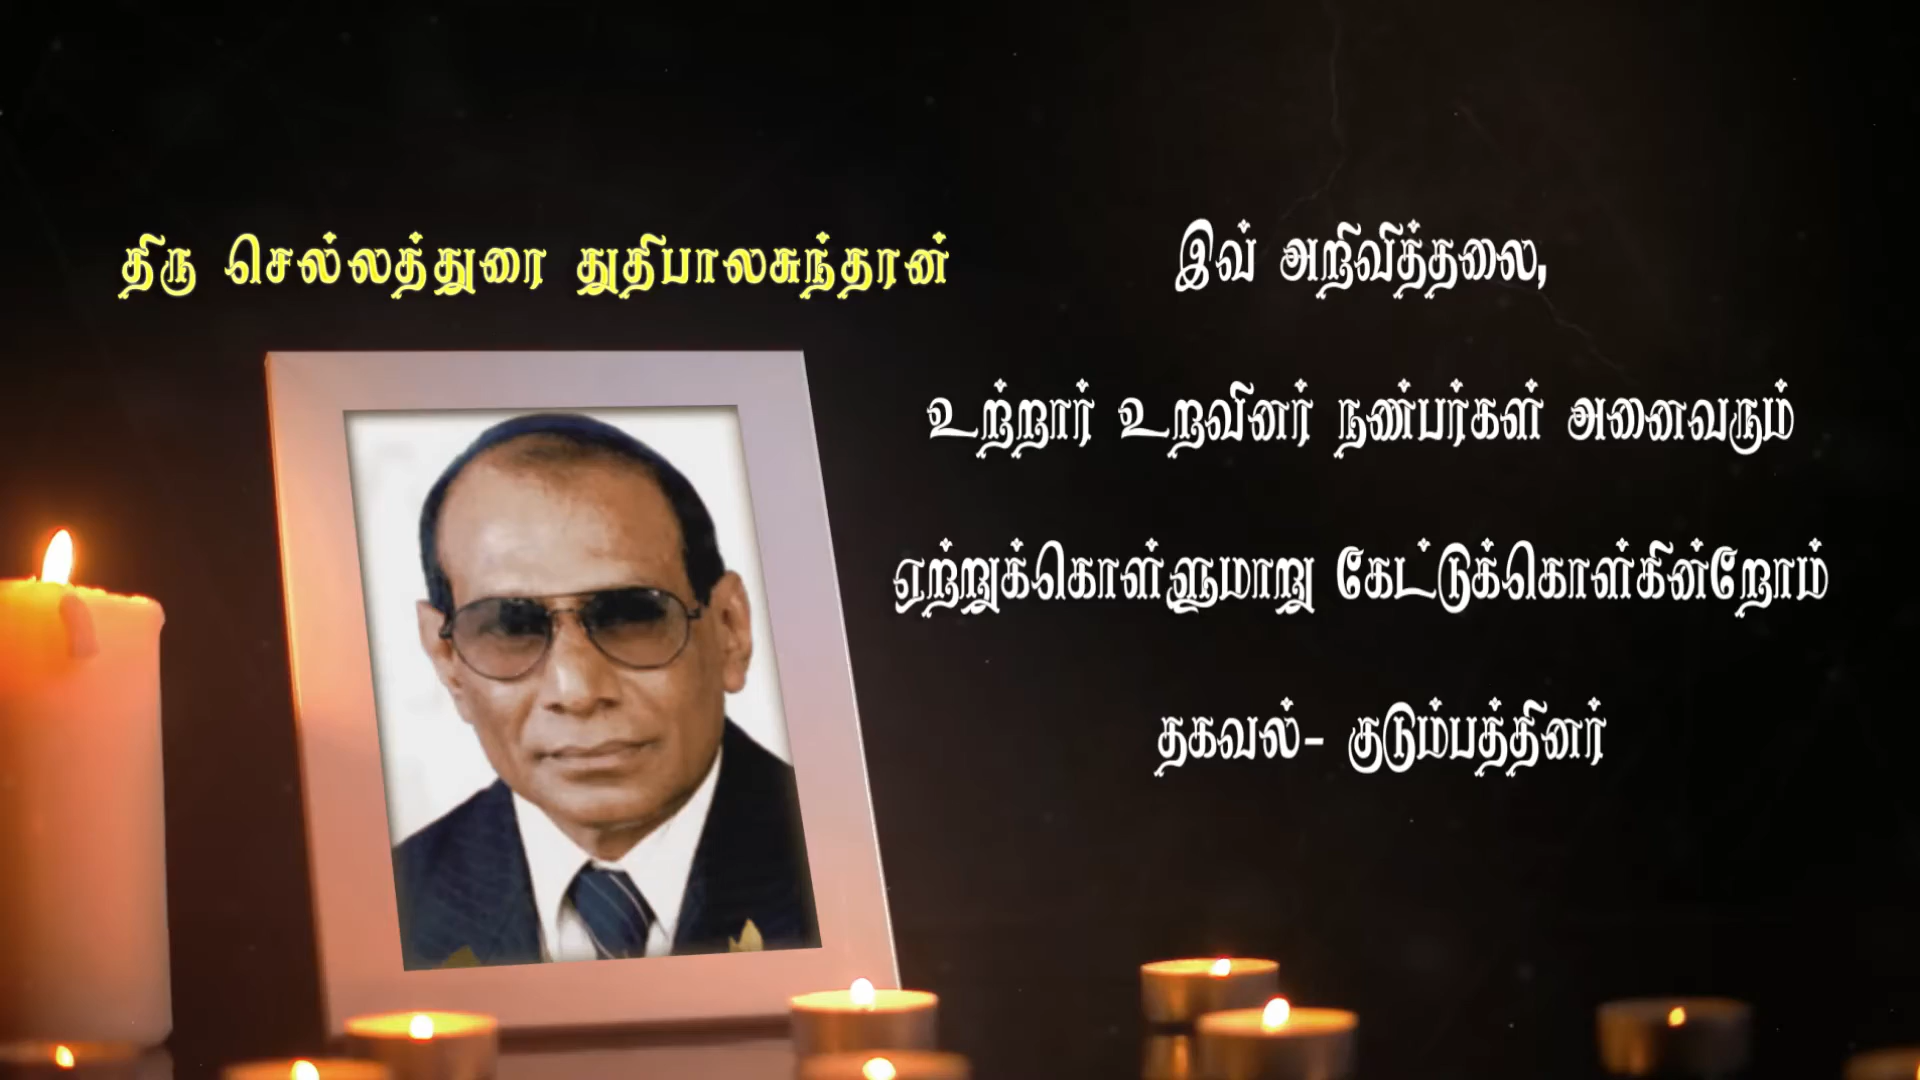 திரு செல்லத்துரை துதிபாலசுந்தரன்
இவ் அறிவித்தலை,
உற்றார் உறவினர் நண்பர்கள் அனைவரும்
ஏற்றுக்கொள்ளுமாறு கேட்டுக்கொள்கின்றோம்
தகவல்- குடும்பத்தினர்